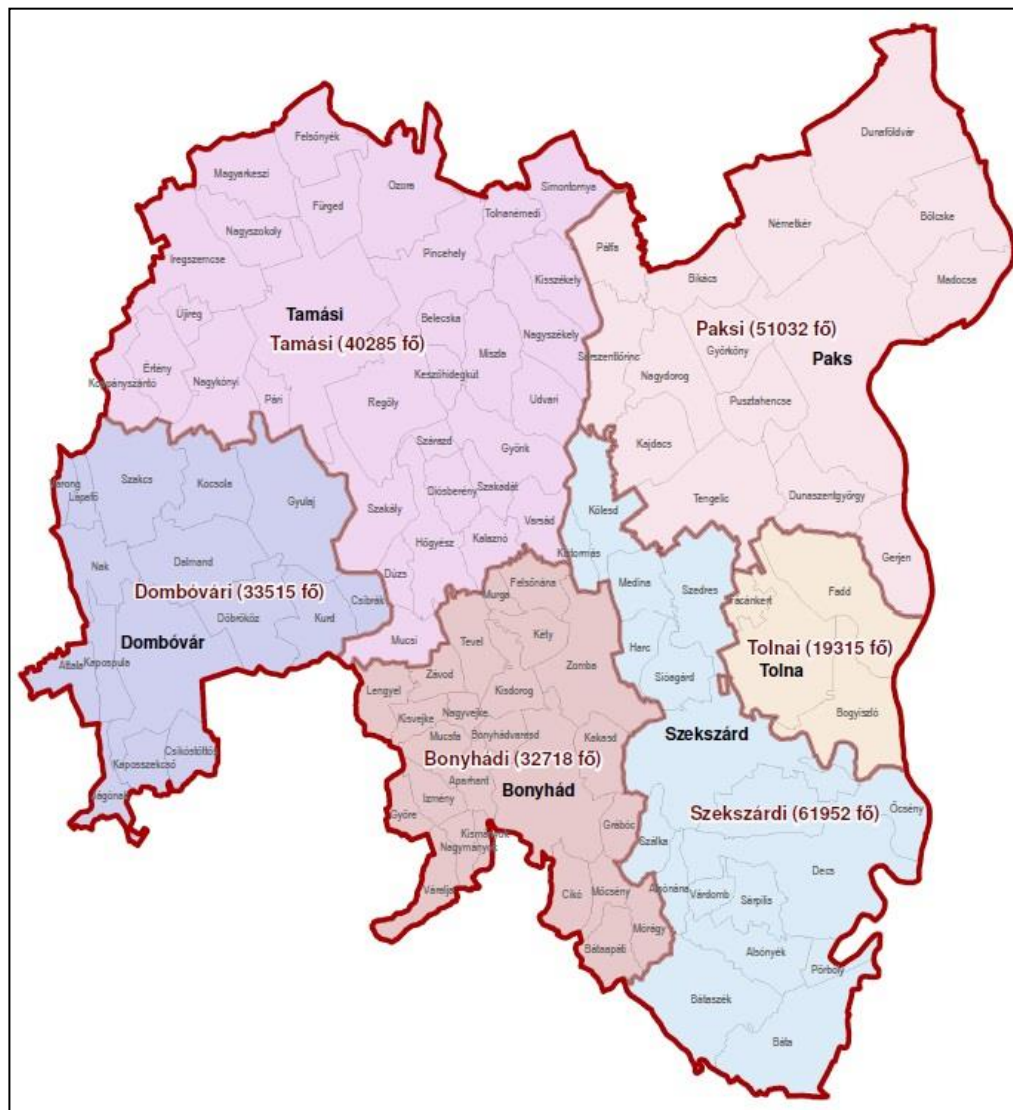 Dunaföldvár
Felsőnyék
Magyarkeszi
Ozora
Simontornya
Fürged
Tolnanémedi
Bölcske
Németkér
Nagyszokoly
Pálfa
Pincehely
Iregszemcse
Kisszékely
Bikács
Madocsa
Újireg
Tamási
Belecska
Nagyszékely
Paksi (51032 fő)
Tamási (40285 fő)
Miszla
Sárszentlőrinc
Györköny
Paks
Értény
Keszőhidegkút
Nagydorog
Koppányszántó
Nagykónyi
Pári
Regöly
Udvari
Pusztahencse
Szárazd
Gyönk
Kajdacs
Szakcs
Kocsola
Diósberény
Szakadát
Tengelic
Dunaszentgyörgy
Várong
Lápafő
Gyulaj
Szakály
Kölesd
Varsád
Hőgyész
Kalaznó
Kistormás
Gerjen
Nak
Dalmand
Dúzs
Felsőnána
Medina
Szedres
Fadd
Murga
Fácánkert
Dombóvári (33515 fő)
Csibrák
Döbrököz
Kurd
Kéty
Dombóvár
Mucsi
Tevel
Harc
Tolnai (19315 fő)
Attala
Kapospula
Závod
Zomba
Sióagárd
Tolna
Lengyel
Kisdorog
Bogyiszló
Kisvejke
Nagyvejke
Mucsfa
Bonyhádvarasd
Kakasd
Szekszárd
Csikóstőttős
Kaposszekcső
Bonyhádi (32718 fő)
Aparhant
Bonyhád
Jágónak
Izmény
Győre
Grábóc
Szekszárdi (61952 fő)
Őcsény
Kismányok
Nagymányok
Szálka
Decs
Váralja
Cikó
Mőcsény
Alsónána
Várdomb
Sárpilis
Mórágy
Bátaapáti
Alsónyék
Pörböly
Bátaszék
Báta